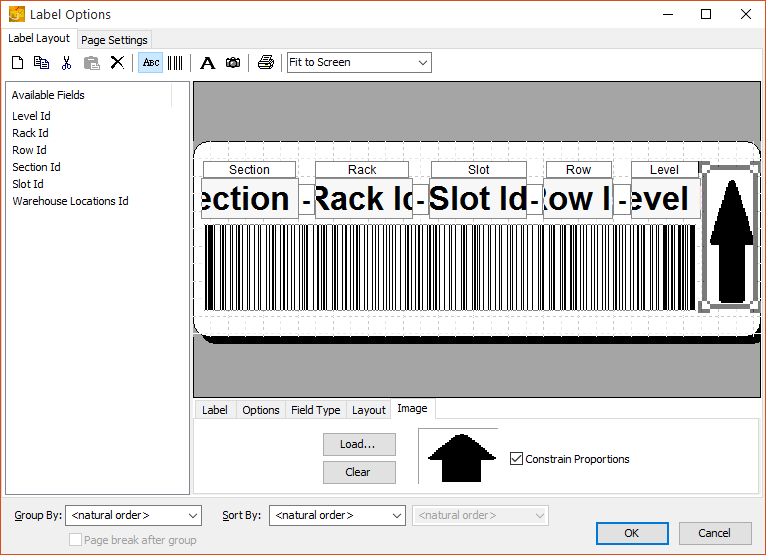 Label Options
Label Layout Page Settings
ABC A Fit to Screen
Available Fields
Level Id
Rack Id
Row Id
Section Id
Slot Id
Warehouse Locations Id
Section Rack Slot Row Level
ection - Rack Id - Slot Id - Row I - evel
Label Options Field Type Layout Image
Load...
Clear
Constrain Proportions
Group By: <natural order> Sort By: <natural order> <natural order>
Page break after group
OK Cancel